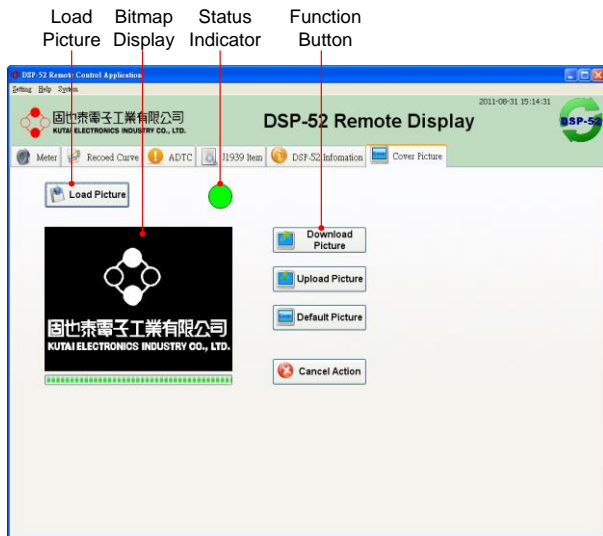 Load Picture
Bitmap Display
Status Indicator
Function Button
DSP-52 Remote Control Application
Setting Help System
固也泰電子工業有限公司
KUTAI ELECTRONICS INDUSTRY CO., LTD.
DSP-52 Remote Display
2011-08-31 15:14:31
DSP-52
Meter Recoed Curve ADTC J1939 Item DSP-52 Infomation Cover Picture
Load Picture
Download
Picture
Upload Picture
Default Picture
Cancel Action
固也泰電子工業有限公司
KUTAI ELECTRONICS INDUSTRY CO., LTD.